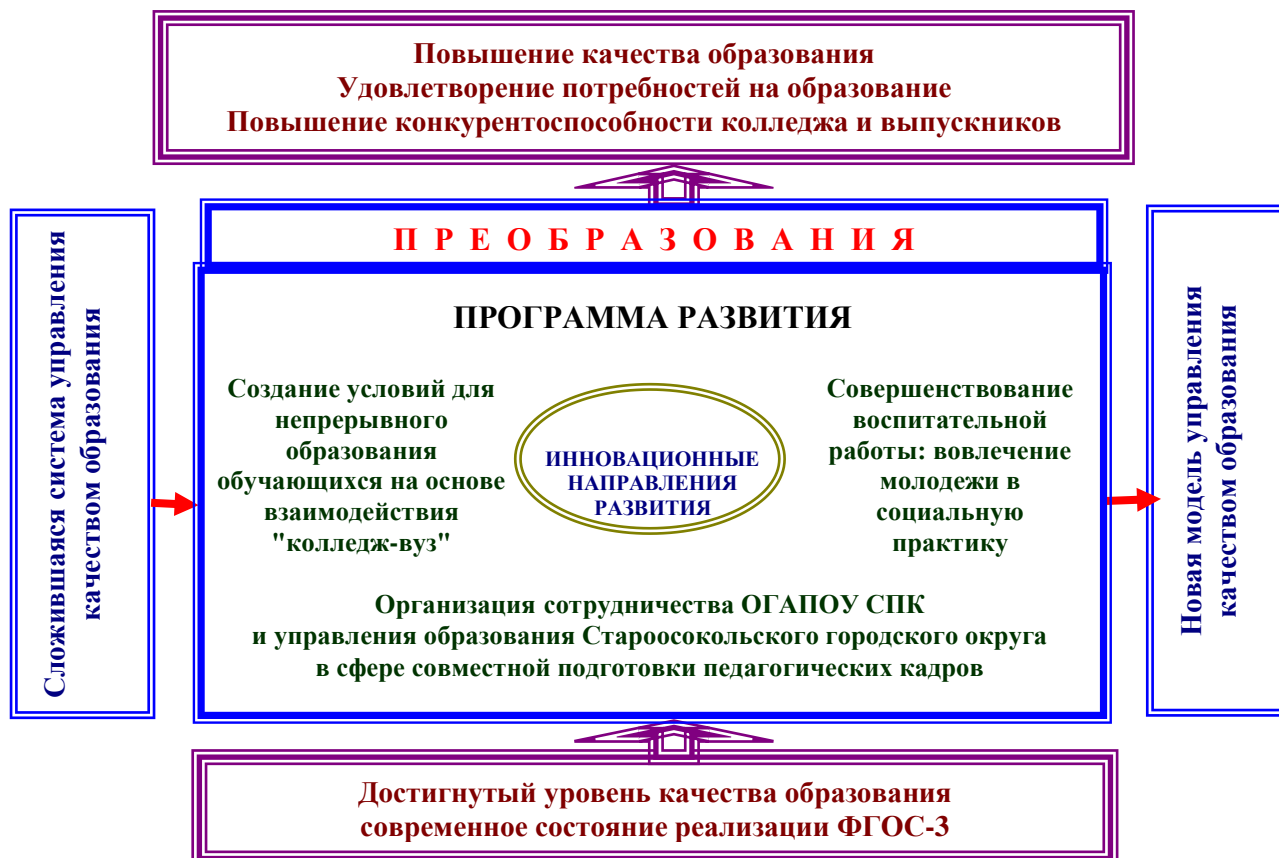 Повышение качества образования
Удовлетворение потребностей на образование
Повышение конкурентоспособности колледжа и выпускников
Сложившаяся система управления
качеством образования
П Р Е О Б Р А З О В А Н И Я
ПРОГРАММА РАЗВИТИЯ
Создание условий для
непрерывного
образования
обучающихся на основе
взаимодействия
"колледж-вуз"
ИННОВАЦИОННЫЕ
НАПРАВЛЕНИЯ
РАЗВИТИЯ
Совершенствование
воспитательной
работы: вовлечение
молодежи в
социальную
практику
Организация сотрудничества ОГАПОУ СПК
и управления образования Староосокольского городского округа
в сфере совместной подготовки педагогических кадров
Новая модель управления
качеством образования
Достигнутый уровень качества образования
современное состояние реализации ФГОС-3